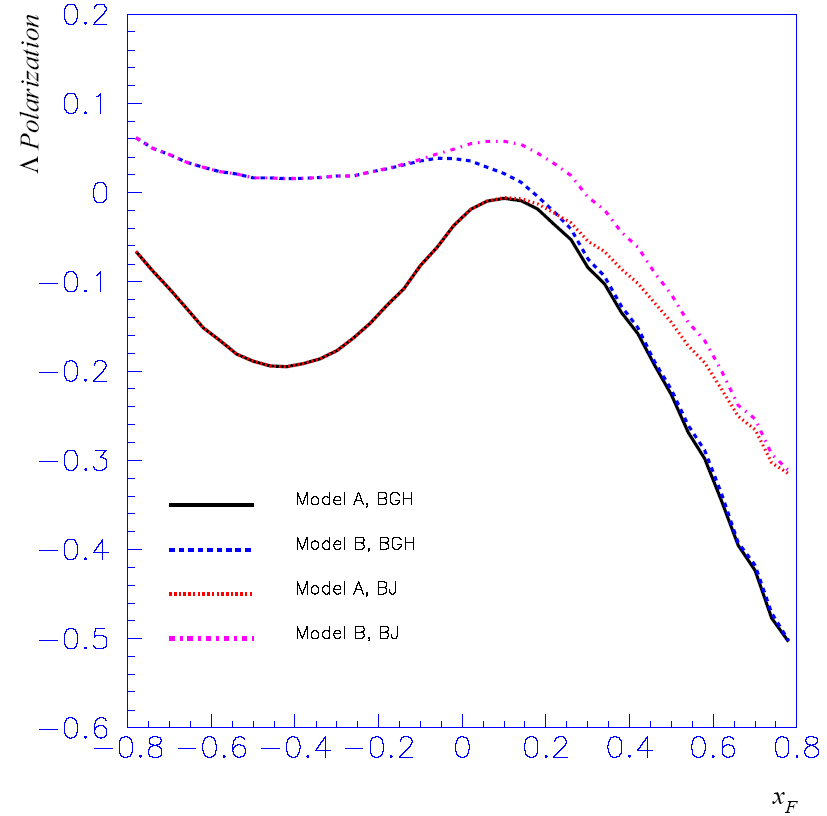 Λ Polarization
0.2
0.1
0
−0.1
−0.2
−0.3
−0.4
−0.5
−0.6
Model A, BGH
Model B, BGH
Model A, BJ
Model B, BJ
−0.8 −0.6 −0.4 −0.2 0 0.2 0.4 0.6 0.8
x_F